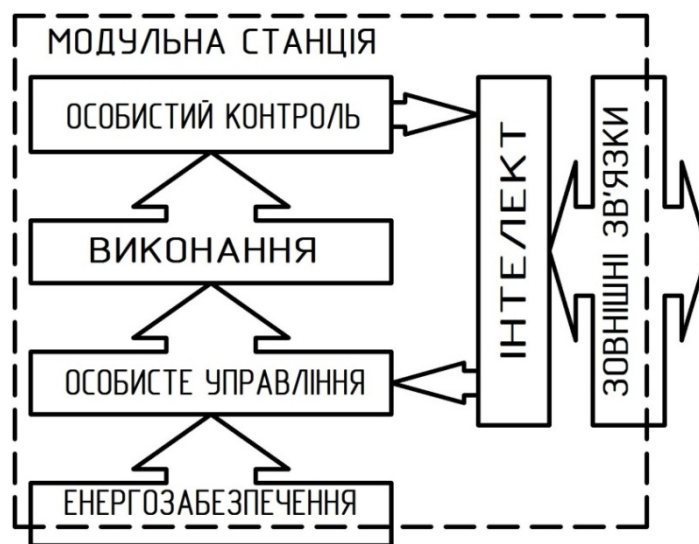 МОДУЛЬНА СТАНЦІЯ
ОСОБИСТИЙ КОНТРОЛЬ
ВИКОНАННЯ
ОСОБИСТЕ УПРАВЛІННЯ
ЕНЕРГОЗАБЕЗПЕЧЕННЯ
ІНТЕЛЕКТ
ЗОВНІШНІ ЗВ'ЯЗКИ